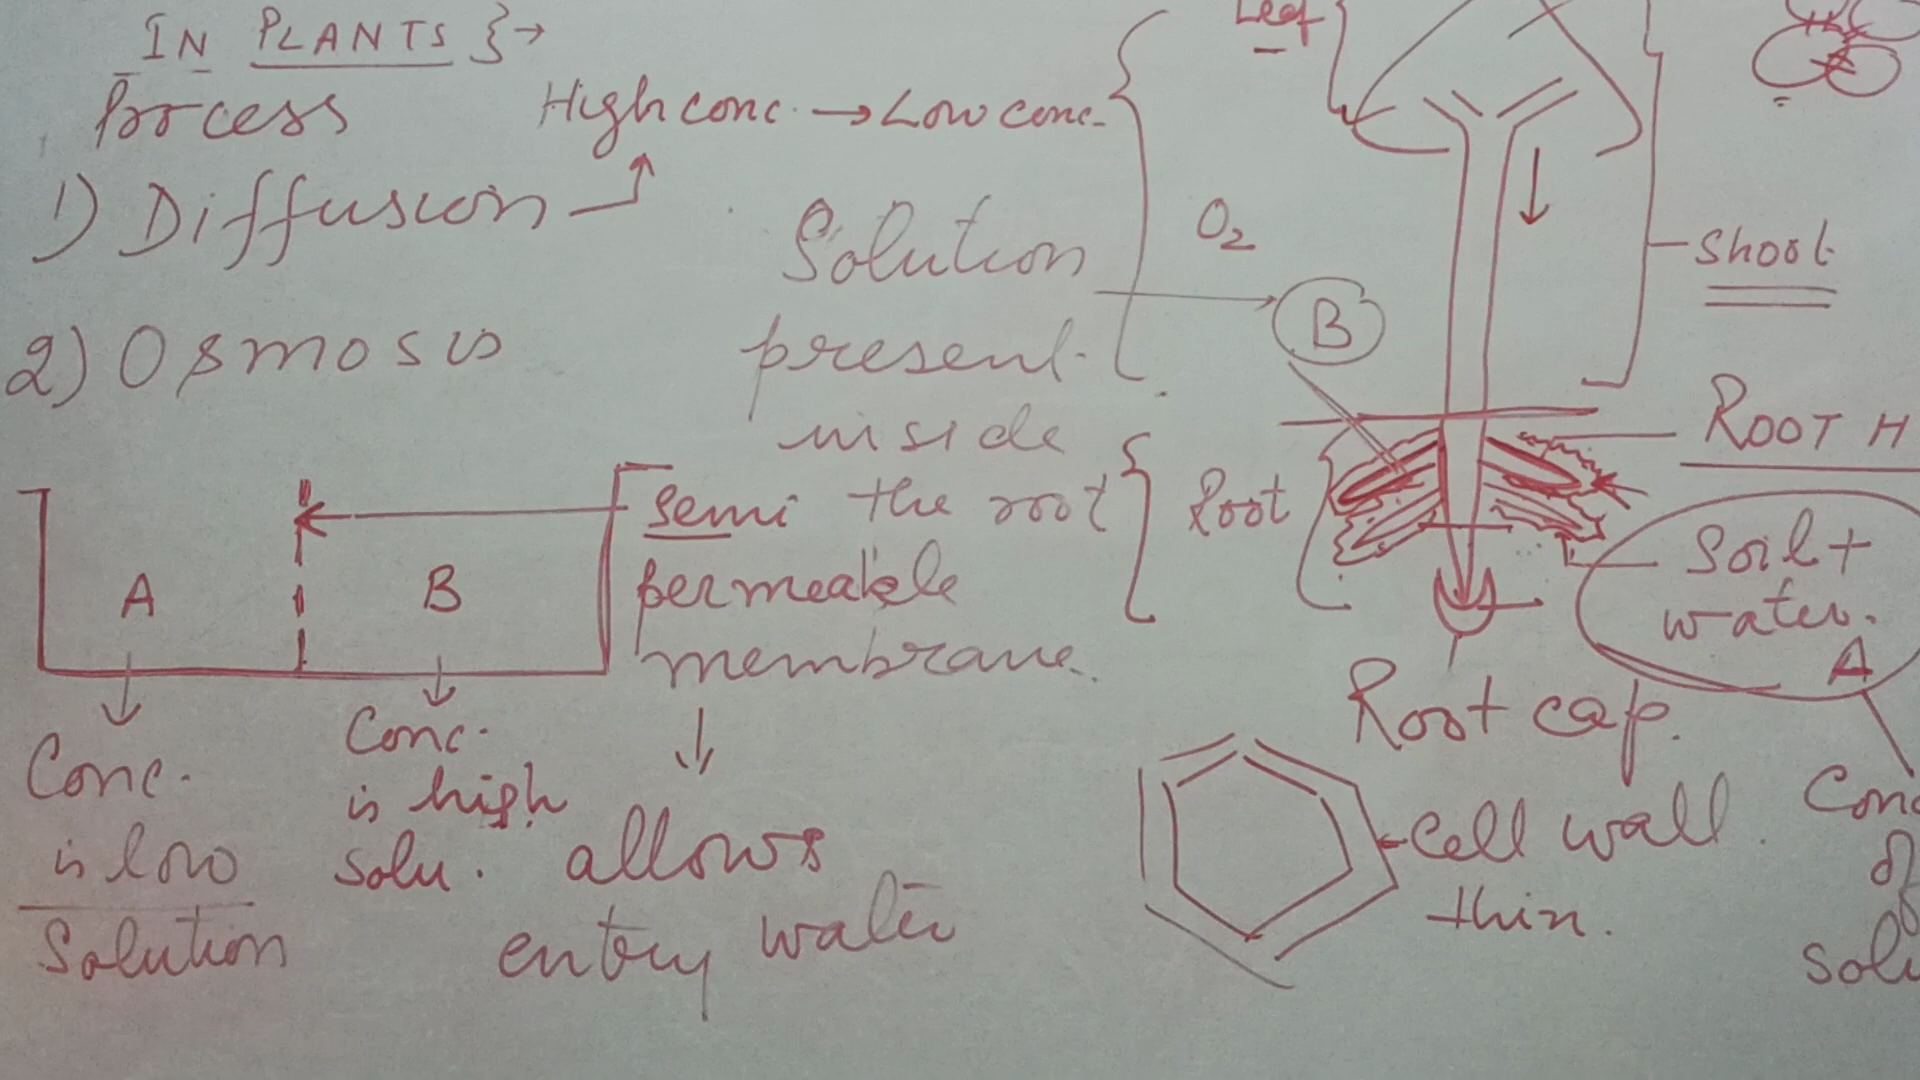 IN PLANTS }→
Process
High conc. → Low conc.
1) Diffusion
2) Osmosis
Solution
present
inside
the root
semi
permeable
membrane.
allows
entry water
A
B
Conc.
is low
Solution
Conc.
is high
solu.
Leaf
O2
B
Shoot
ROOT H
Root
Soil +
water.
A
Root cap.
Cell wall
thin.
Conc
of
solu